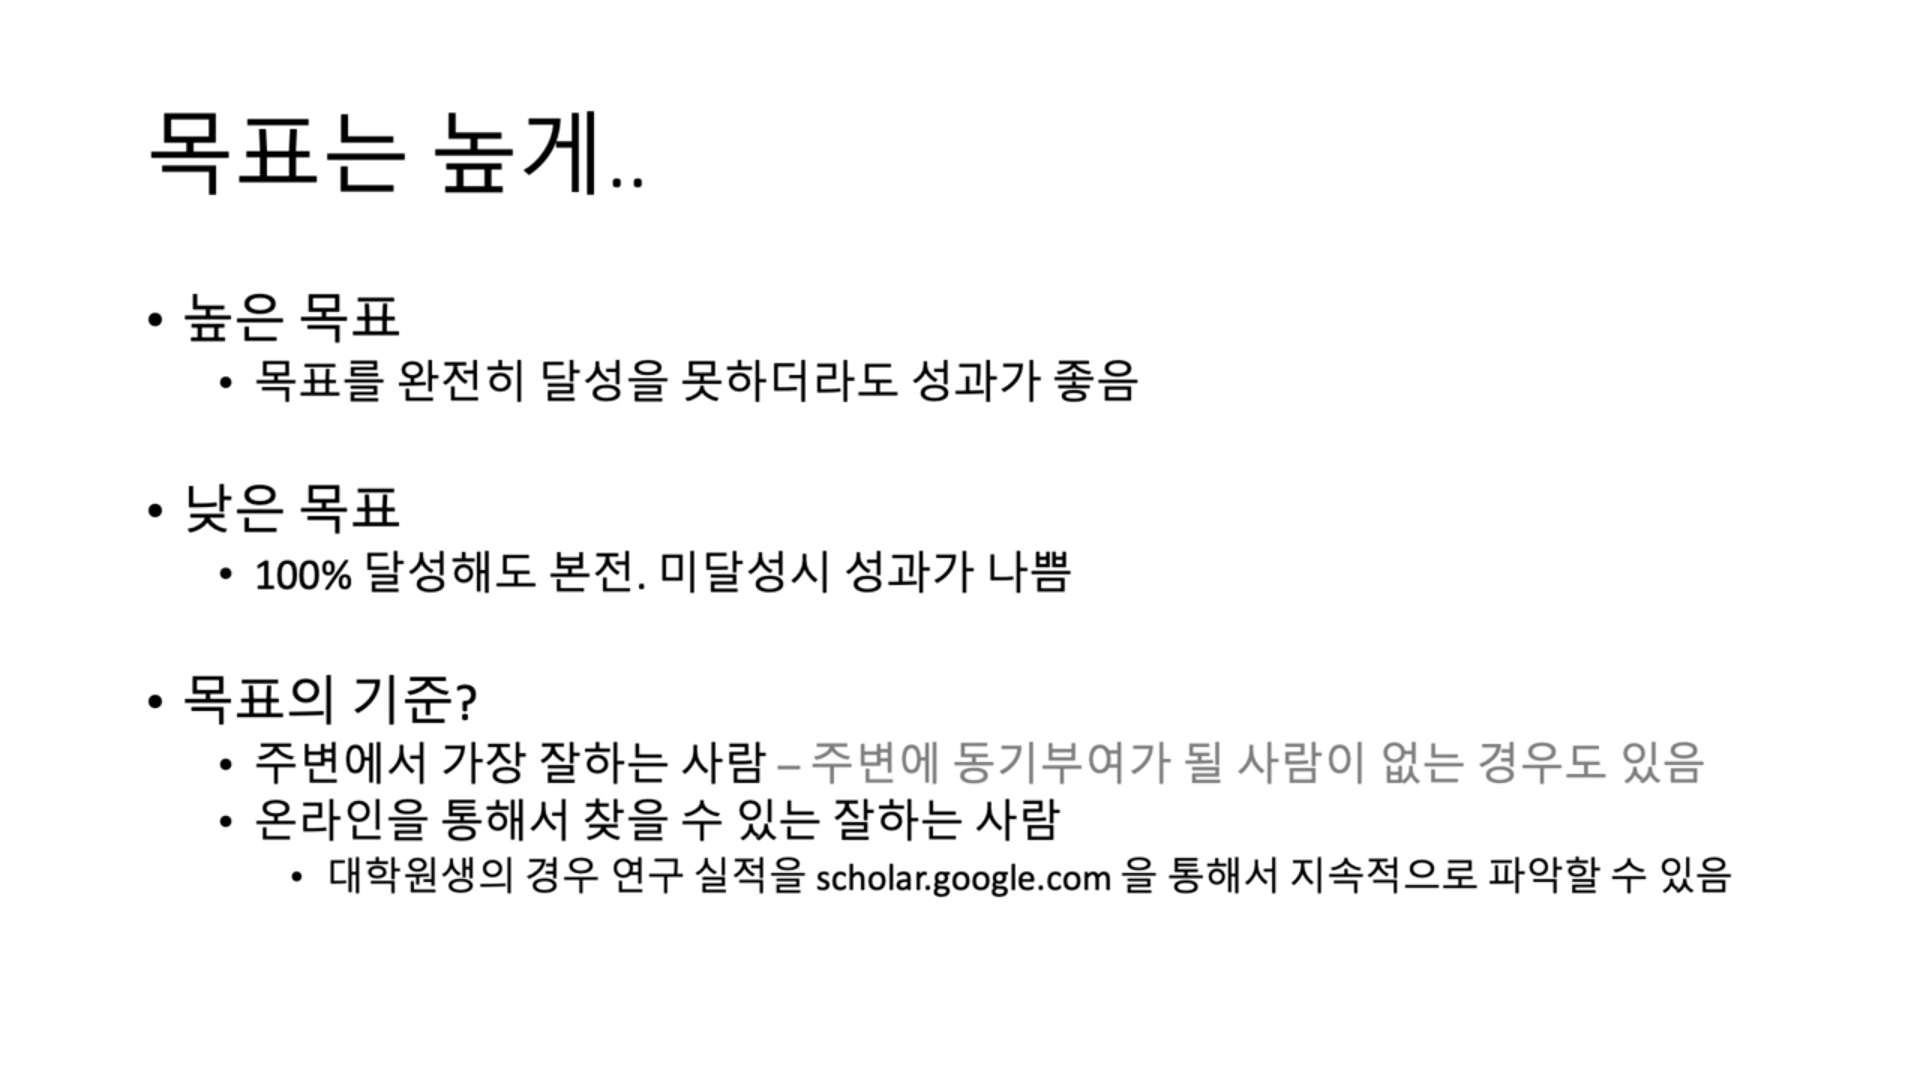 목표는 높게..
• 높은 목표
• 목표를 완전히 달성을 못하더라도 성과가 좋음
• 낮은 목표
• 100% 달성해도 본전. 미달성시 성과가 나쁨
• 목표의 기준?
• 주변에서 가장 잘하는 사람 – 주변에 동기부여가 될 사람이 없는 경우도 있음
• 온라인을 통해서 찾을 수 있는 잘하는 사람
• 대학원생의 경우 연구 실적을 scholar.google.com 을 통해서 지속적으로 파악할 수 있음